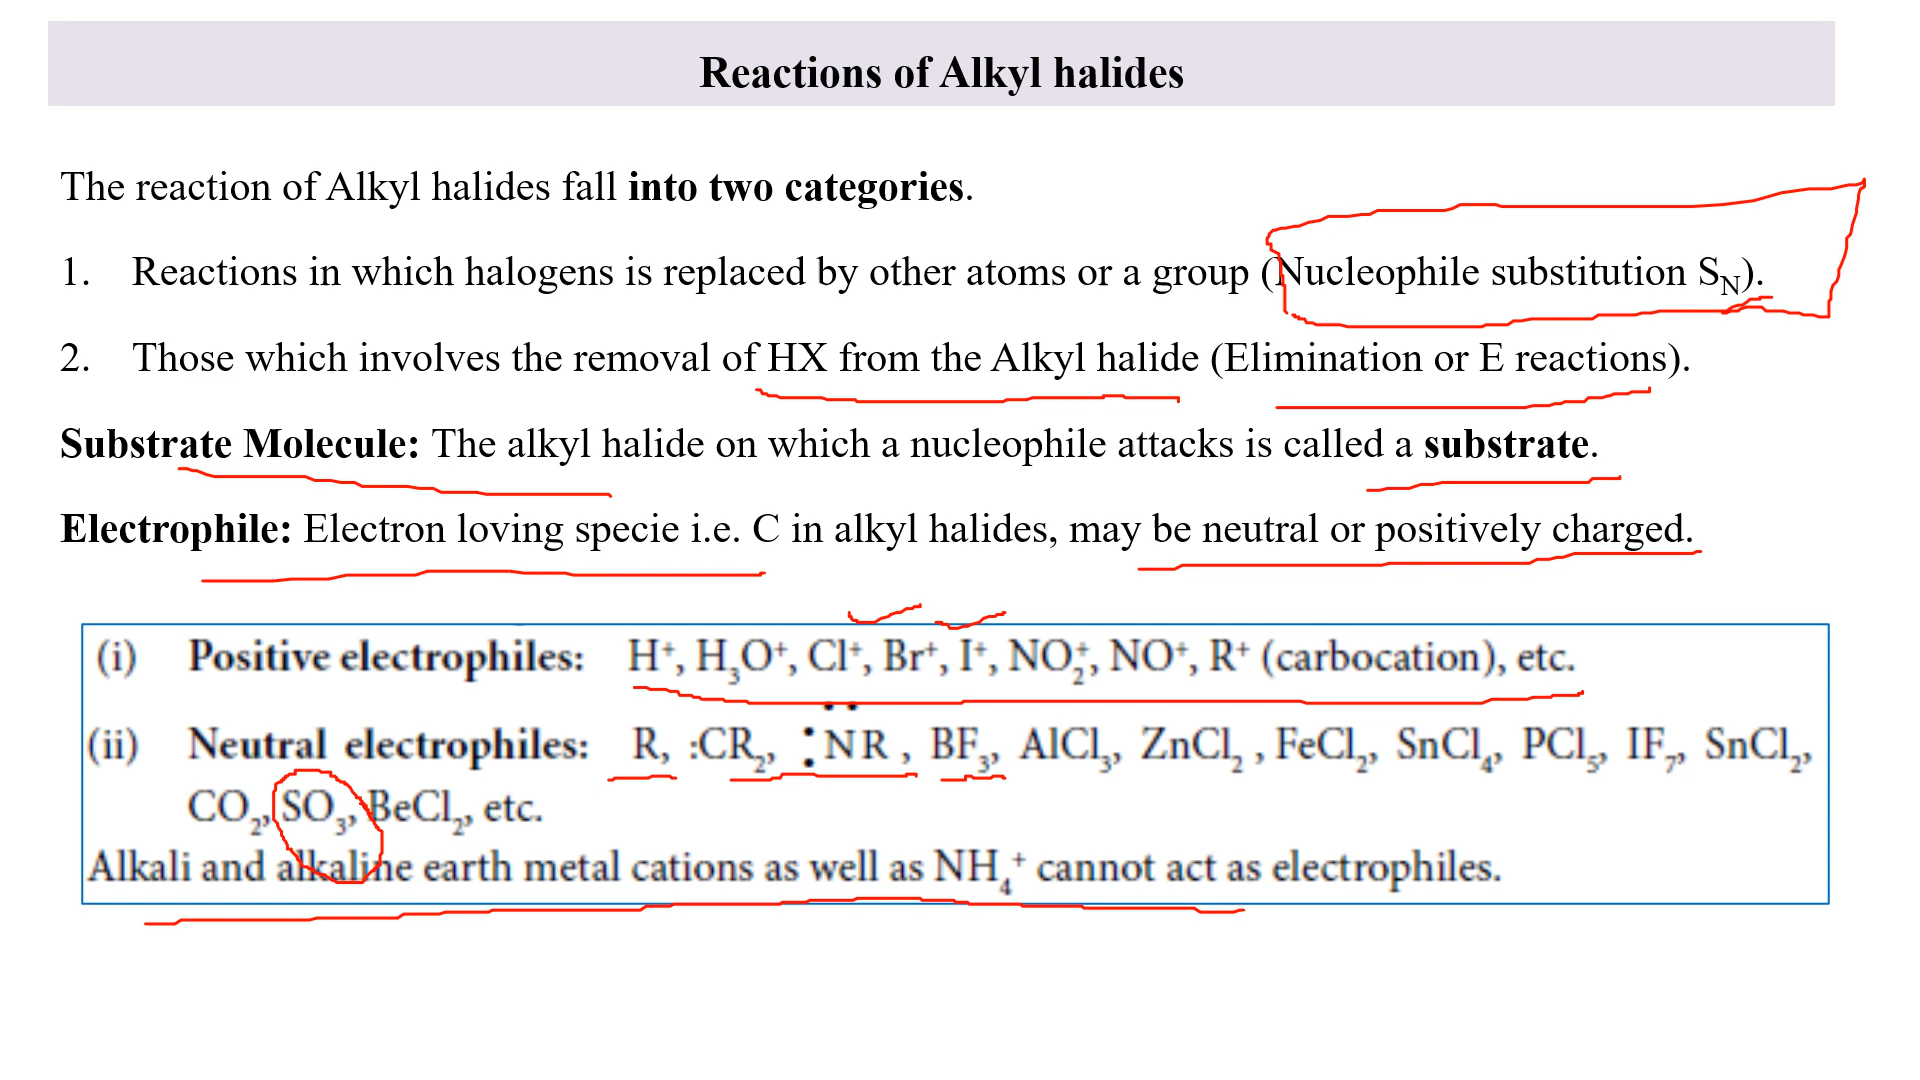 Reactions of Alkyl halides
The reaction of Alkyl halides fall into two categories.
1. Reactions in which halogens is replaced by other atoms or a group (Nucleophile substitution S_N).
2. Those which involves the removal of HX from the Alkyl halide (Elimination or E reactions).
Substrate Molecule: The alkyl halide on which a nucleophile attacks is called a substrate.
Electrophile: Electron loving specie i.e. C in alkyl halides, may be neutral or positively charged.
(i) Positive electrophiles: H⁺, H₃O⁺, Cl⁺, Br⁺, I⁺, NO₂⁺, NO⁺, R⁺ (carbocation), etc.
(ii) Neutral electrophiles: R, :CR₂, :N̈R , BF₃, AlCl₃, ZnCl₂ , FeCl₂, SnCl₄, PCl₅, IF₇, SnCl₂,
CO₂, SO₃, BeCl₂, etc.
Alkali and alkaline earth metal cations as well as NH₄⁺ cannot act as electrophiles.